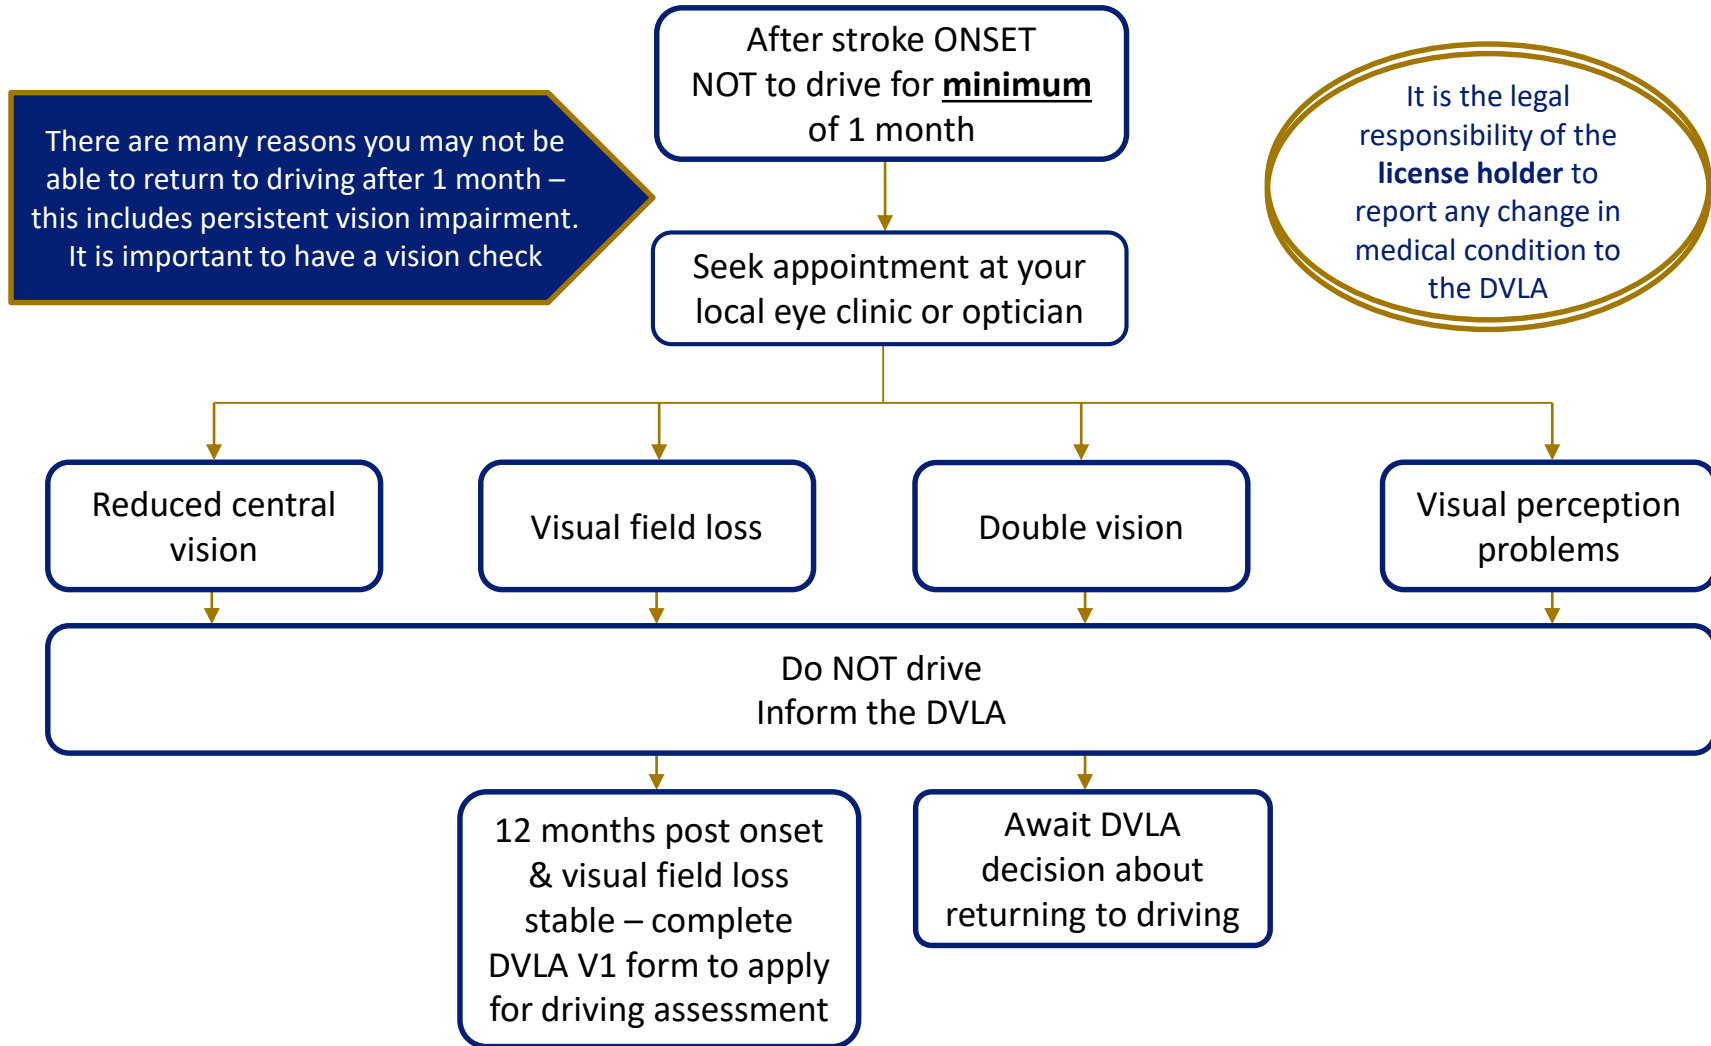 After stroke ONSET
NOT to drive for minimum
of 1 month
There are many reasons you may not be
able to return to driving after 1 month –
this includes persistent vision impairment.
It is important to have a vision check
It is the legal
responsibility of the
license holder to
report any change in
medical condition to
the DVLA
Seek appointment at your
local eye clinic or optician
Reduced central
vision
Visual field loss
Double vision
Visual perception
problems
Do NOT drive
Inform the DVLA
12 months post onset
& visual field loss
stable – complete
DVLA V1 form to apply
for driving assessment
Await DVLA
decision about
returning to driving